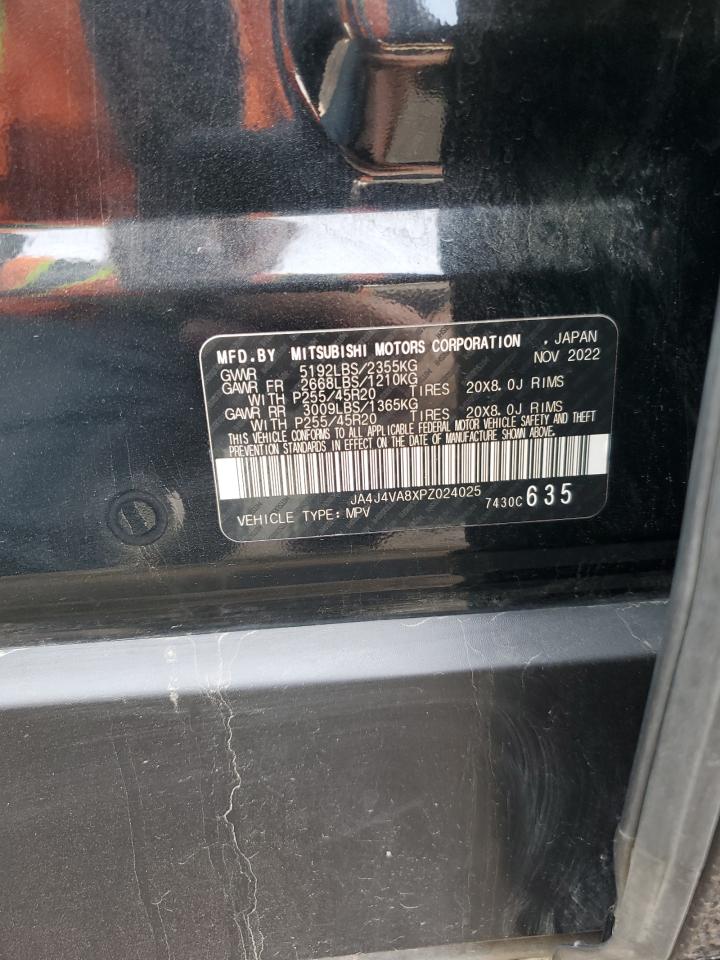 MFD.BY MITSUBISHI MOTORS CORPORATION . JAPAN
GVWR 5192LBS/2355KG NOV 2022
GAWR FR 2668LBS/1210KG
WITH P255/45R20 TIRES 20X8.0J RIMS
GAWR RR 3009LBS/1365KG
WITH P255/45R20 TIRES 20X8.0J RIMS
THIS VEHICLE CONFORMS TO ALL APPLICABLE FEDERAL MOTOR VEHICLE SAFETY AND THEFT
PREVENTION STANDARDS IN EFFECT ON THE DATE OF MANUFACTURE SHOWN ABOVE.
JA4J4VA8XPZ024025
VEHICLE TYPE: MPV 7430C 635